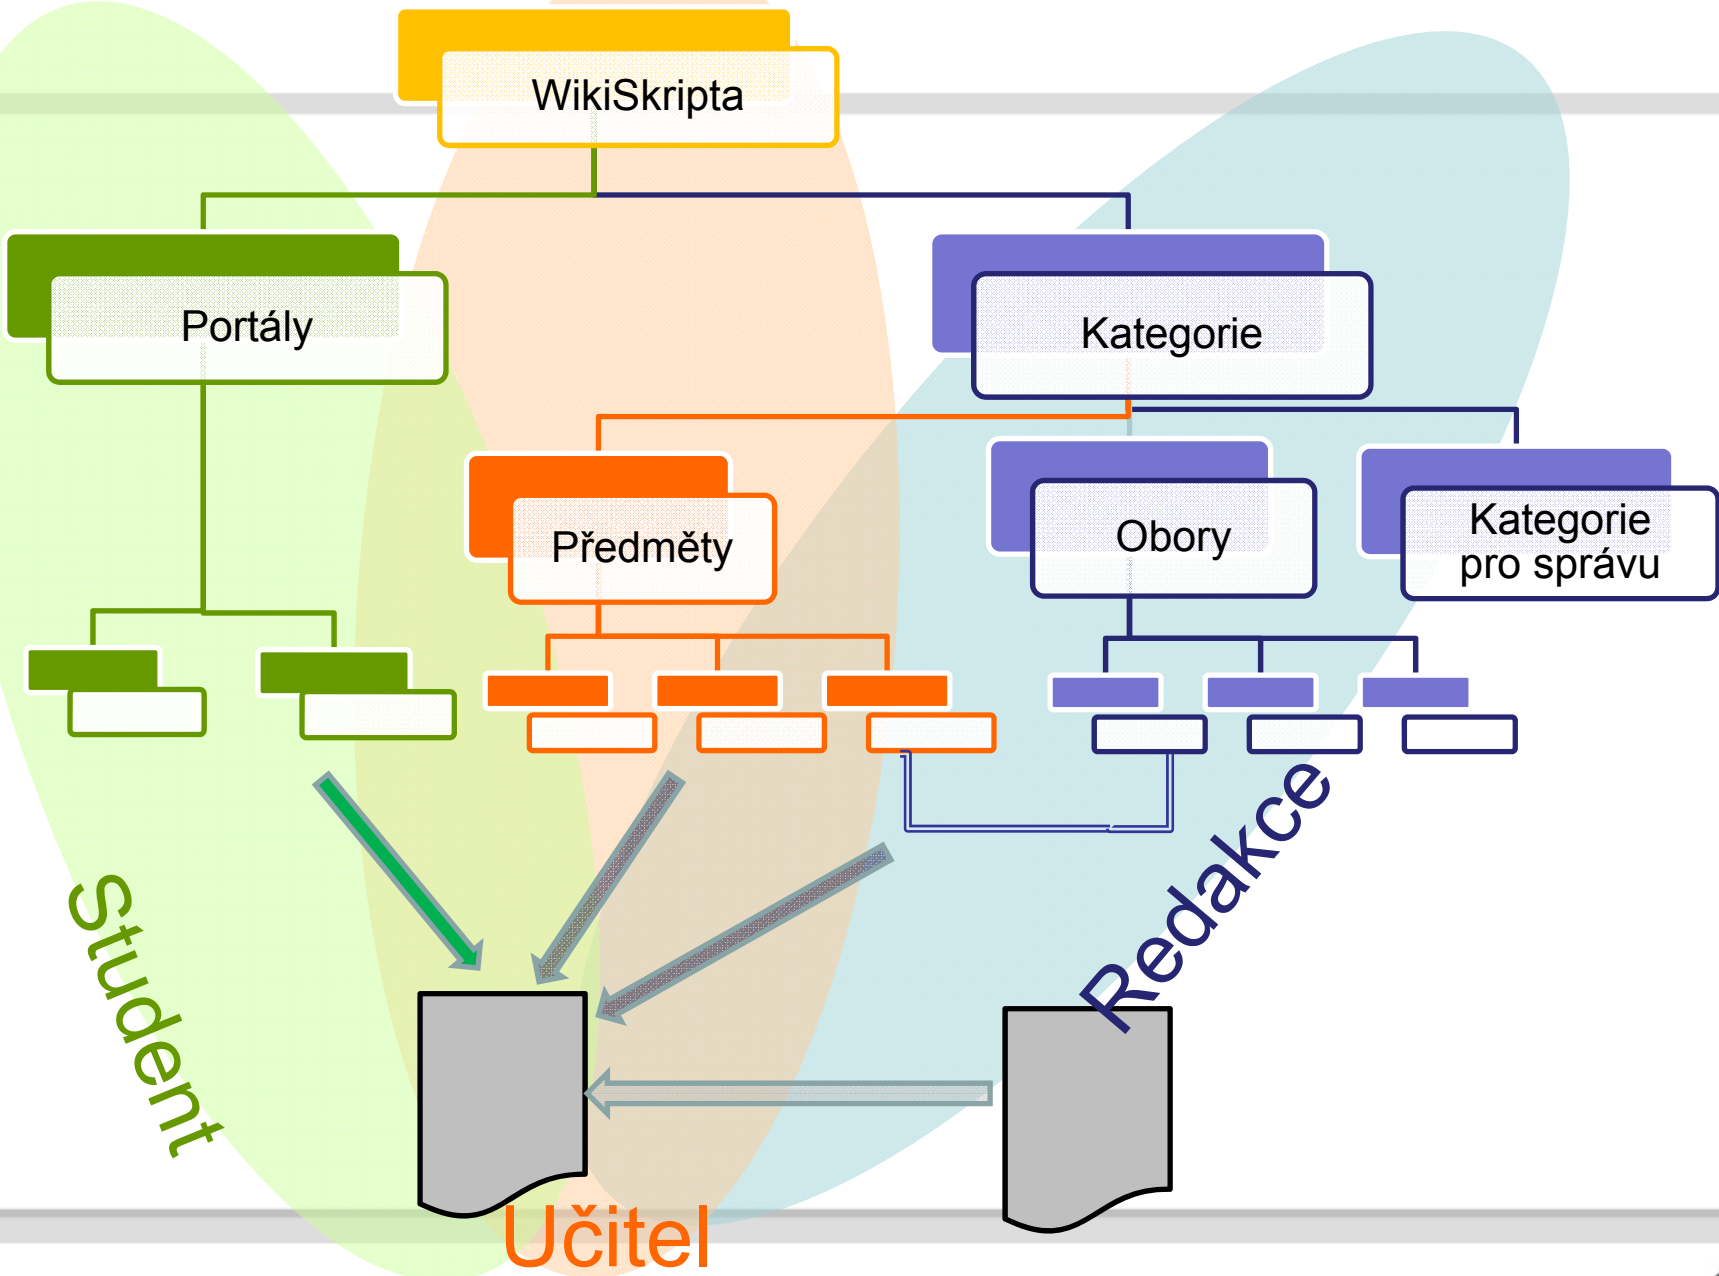 WikiSkripta
Portály
Kategorie
Předměty
Obory
Kategorie
pro správu
Student
Redakce
Učitel